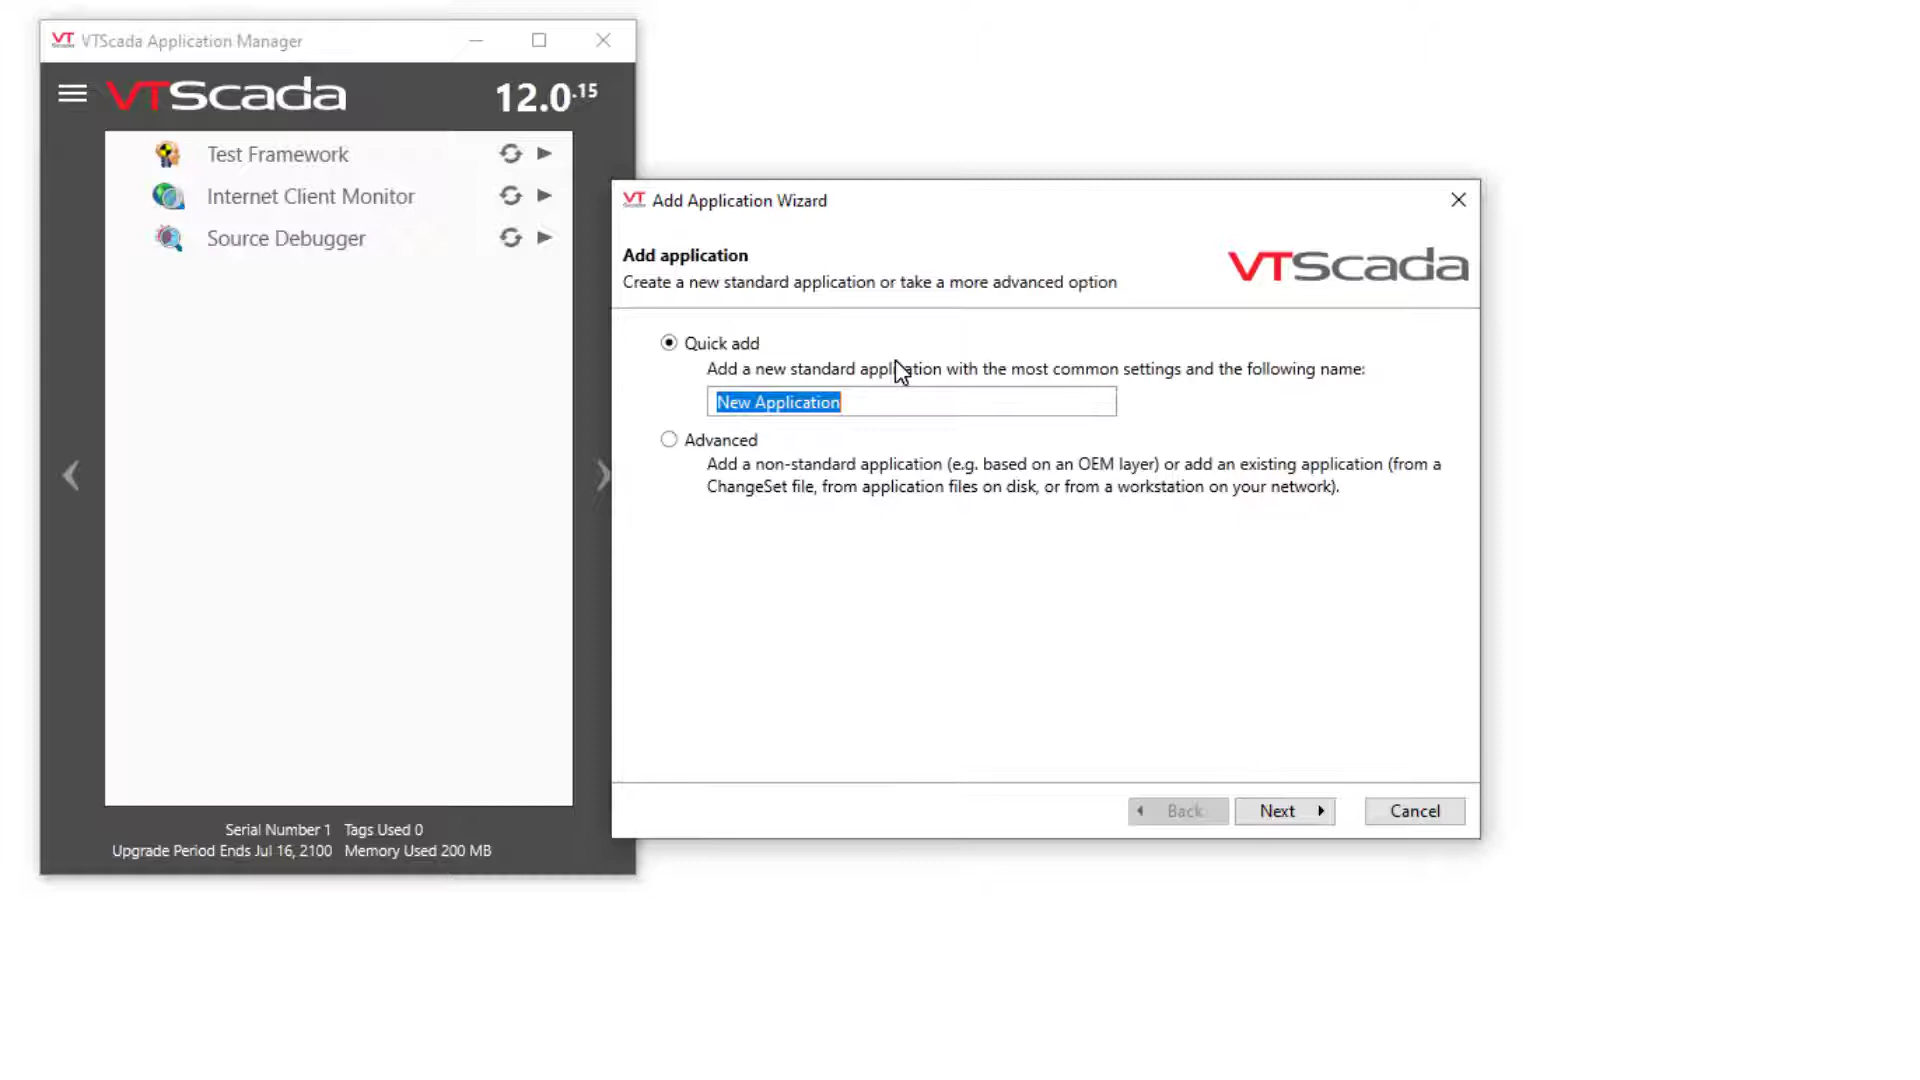 VT VTScada Application Manager
VTScada 12.0.15
Test Framework
Internet Client Monitor
Source Debugger
Serial Number 1 Tags Used 0
Upgrade Period Ends Jul 16, 2100 Memory Used 200 MB
VT Add Application Wizard
Add application
Create a new standard application or take a more advanced option
VTScada
Quick add
Add a new standard application with the most common settings and the following name:
New Application
Advanced
Add a non-standard application (e.g. based on an OEM layer) or add an existing application (from a
ChangeSet file, from application files on disk, or from a workstation on your network).
Back Next Cancel